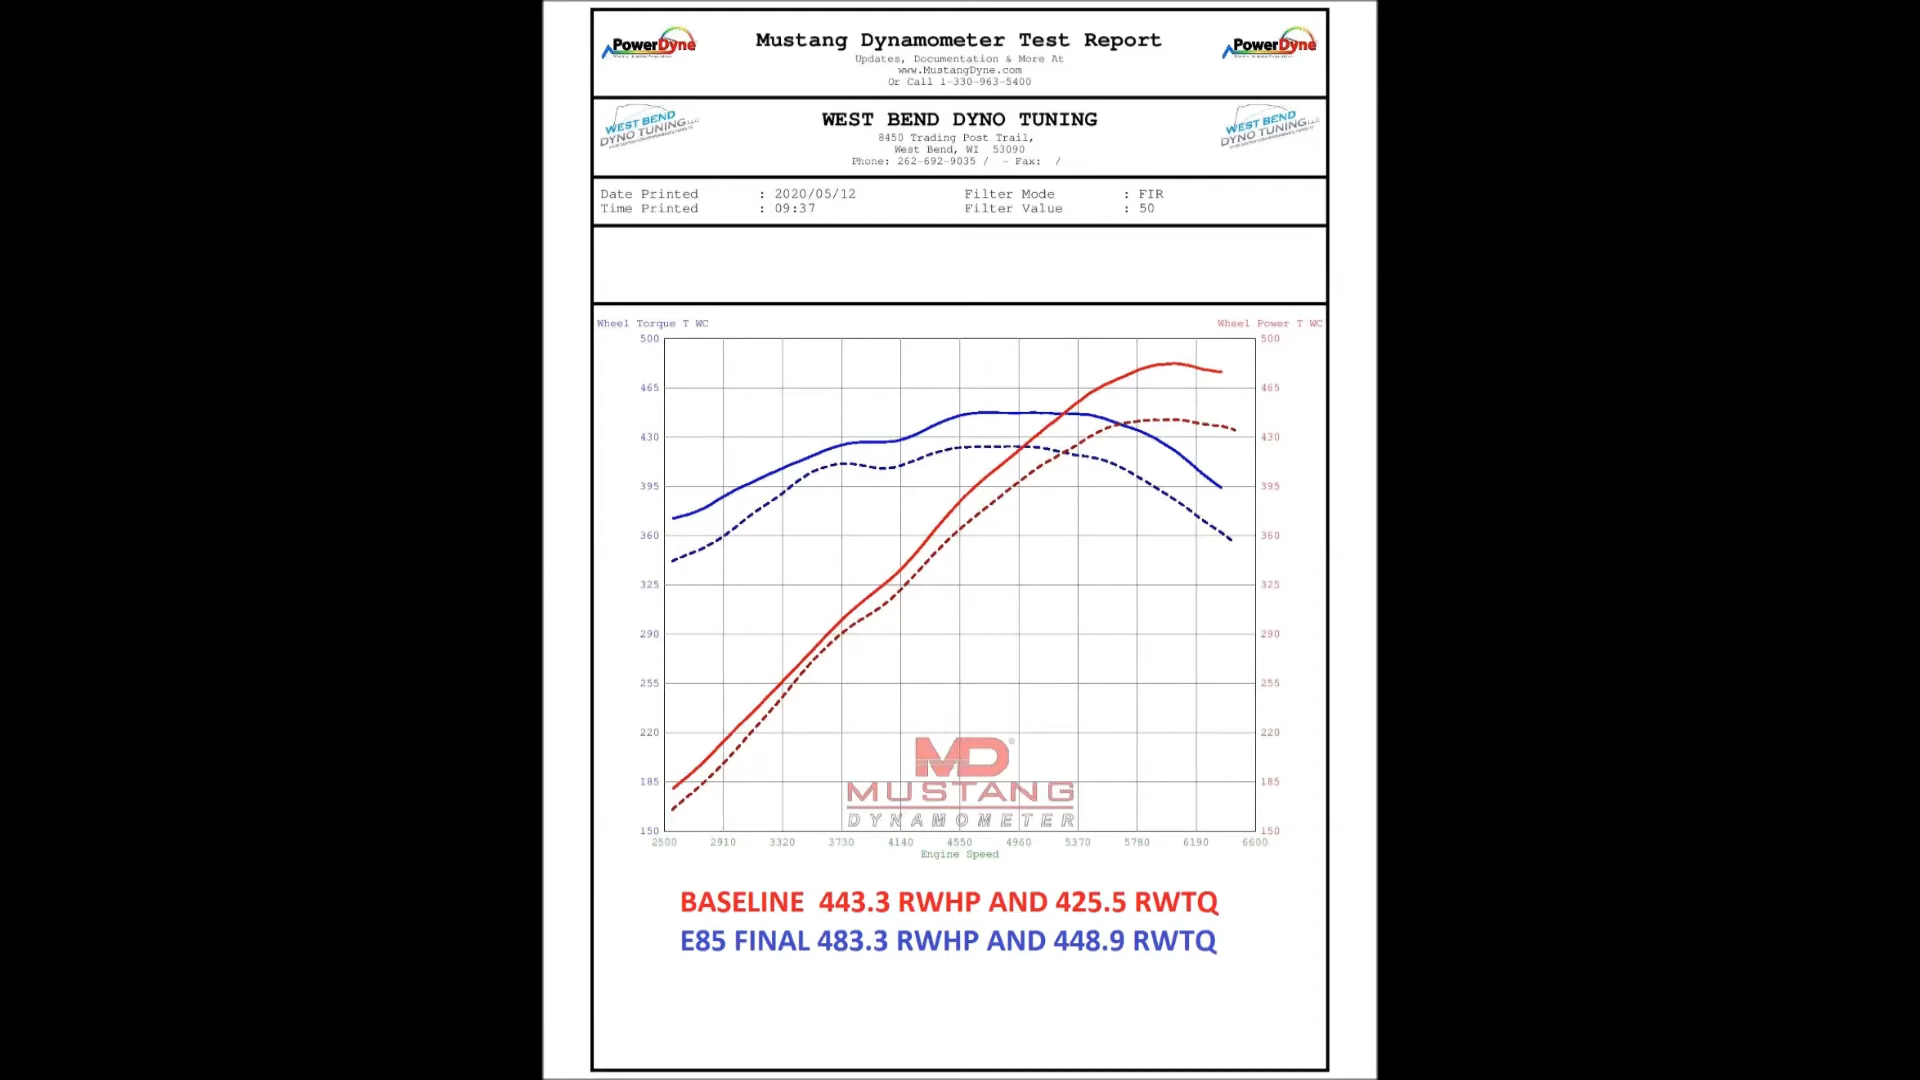 PowerDyne
Mustang Dynamometer Test Report
PowerDyne
Updates, Documentation & More At
www.MustangDyne.com
Or Call 1-330-963-5400
WEST BEND
DYNO TUNING LLC
WEST BEND DYNO TUNING
WEST BEND
DYNO TUNING LLC
8450 Trading Post Trail,
West Bend, WI  53090
Phone: 262-692-9035 /  - Fax:  /
Date Printed : 2020/05/12 Filter Mode : FIR
Time Printed : 09:37 Filter Value : 50
Wheel Torque T WC Wheel Power T WC
500 500
465 465
430 430
395 395
360 360
325 325
290 290
255 255
220 220
MD®
185 185
MUSTANG
DYNAMOMETER
150 150
2500 2910 3320 3730 4140 4550 4960 5370 5780 6190 6600
Engine Speed
BASELINE  443.3 RWHP AND 425.5 RWTQ
E85 FINAL 483.3 RWHP AND 448.9 RWTQ